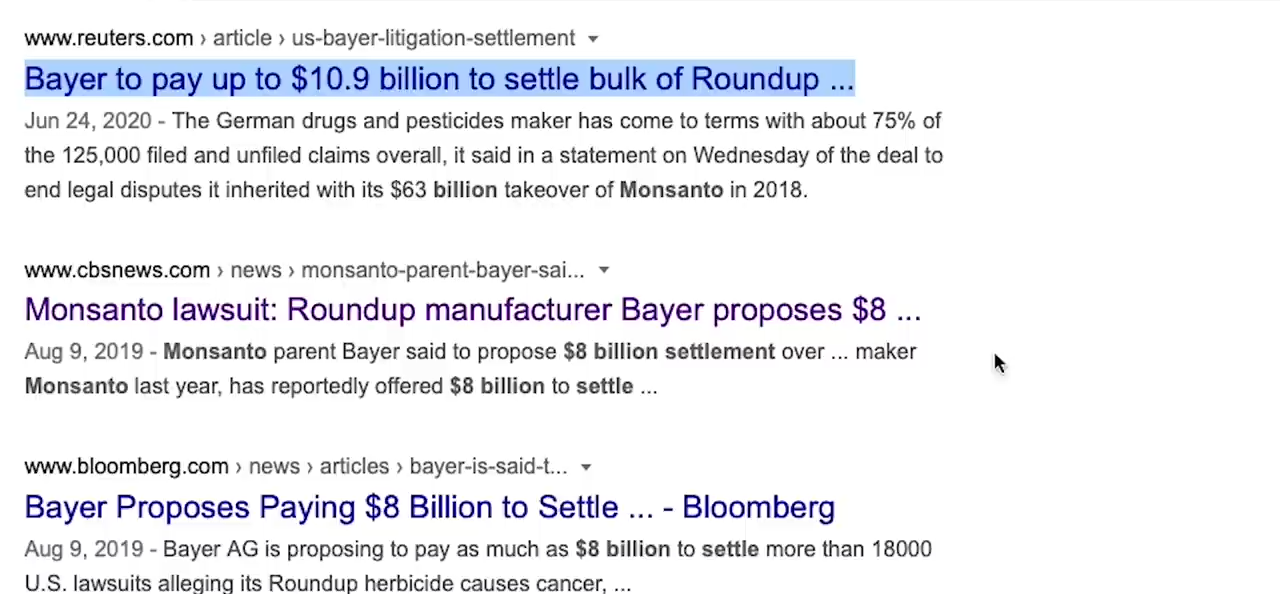 www.reuters.com › article › us-bayer-litigation-settlement
Bayer to pay up to $10.9 billion to settle bulk of Roundup ...
Jun 24, 2020 - The German drugs and pesticides maker has come to terms with about 75% of
the 125,000 filed and unfiled claims overall, it said in a statement on Wednesday of the deal to
end legal disputes it inherited with its $63 billion takeover of Monsanto in 2018.
www.cbsnews.com › news › monsanto-parent-bayer-sai...
Monsanto lawsuit: Roundup manufacturer Bayer proposes $8 ...
Aug 9, 2019 - Monsanto parent Bayer said to propose $8 billion settlement over ... maker
Monsanto last year, has reportedly offered $8 billion to settle ...
www.bloomberg.com › news › articles › bayer-is-said-t...
Bayer Proposes Paying $8 Billion to Settle ... - Bloomberg
Aug 9, 2019 - Bayer AG is proposing to pay as much as $8 billion to settle more than 18000
U.S. lawsuits alleging its Roundup herbicide causes cancer, ...